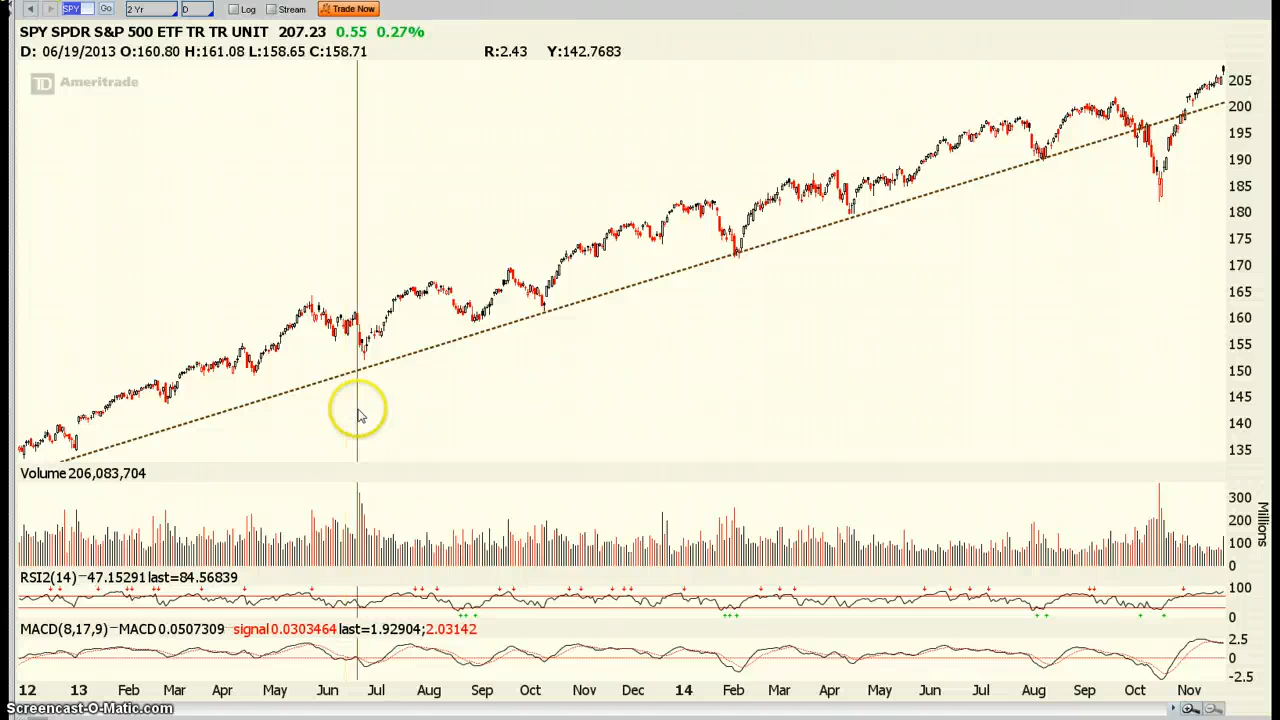 SPY Go 2 Yr D Log Stream Trade Now
SPY SPDR S&P 500 ETF TR TR UNIT 207.23 0.55 0.27%
D: 06/19/2013 O:160.80 H:161.08 L:158.65 C:158.71 R:2.43 Y:142.7683
TD Ameritrade
205
200
195
190
185
180
175
170
165
160
155
150
145
140
135
Volume 206,083,704
300
200
100
0
Millions
RSI2(14)-47.15291 last=84.56839
100
0
MACD(8,17,9)-MACD 0.0507309 signal 0.0303464 last=1.92904;2.03142
2.5
0
-2.5
12 13 Feb Mar Apr May Jun Jul Aug Sep Oct Nov Dec 14 Feb Mar Apr May Jun Jul Aug Sep Oct Nov
Screencast-O-Matic.com